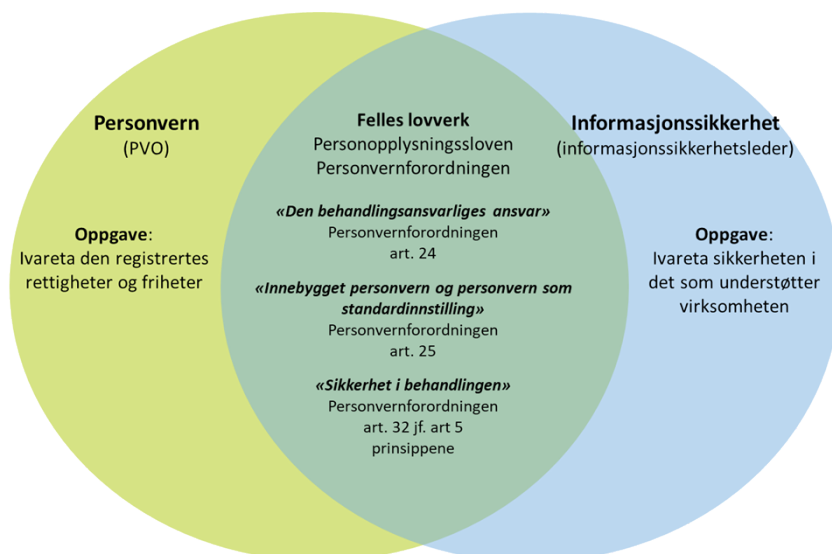 Personvern
(PVO)
Oppgave:
Ivareta den registrertes
rettigheter og friheter
Felles lovverk
Personopplysningssloven
Personvernforordningen
«Den behandlingsansvarliges ansvar»
Personvernforordningen
art. 24
«Innebygget personvern og personvern som
standardinnstilling»
Personvernforordningen
art. 25
«Sikkerhet i behandlingen»
Personvernforordningen
art. 32 jf. art 5
prinsippene
Informasjonssikkerhet
(informasjonssikkerhetsleder)
Oppgave:
Ivareta sikkerheten i
det som understøtter
virksomheten